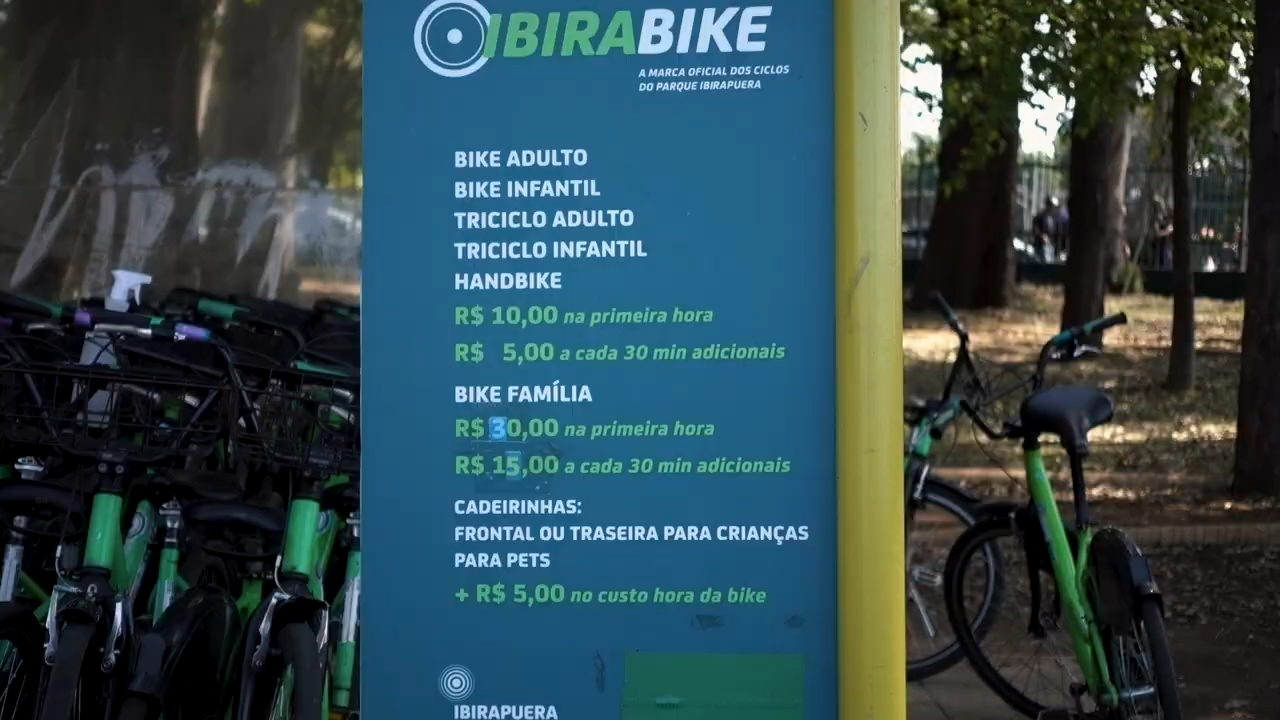 IBIRABIKE
A MARCA OFICIAL DOS CICLOS
DO PARQUE IBIRAPUERA
BIKE ADULTO
BIKE INFANTIL
TRICICLO ADULTO
TRICICLO INFANTIL
HANDBIKE
R$ 10,00 na primeira hora
R$ 5,00 a cada 30 min adicionais
BIKE FAMÍLIA
R$ 30,00 na primeira hora
R$ 15,00 a cada 30 min adicionais
CADEIRINHAS:
FRONTAL OU TRASEIRA PARA CRIANÇAS
PARA PETS
+ R$ 5,00 no custo hora da bike
IBIRAPUERA